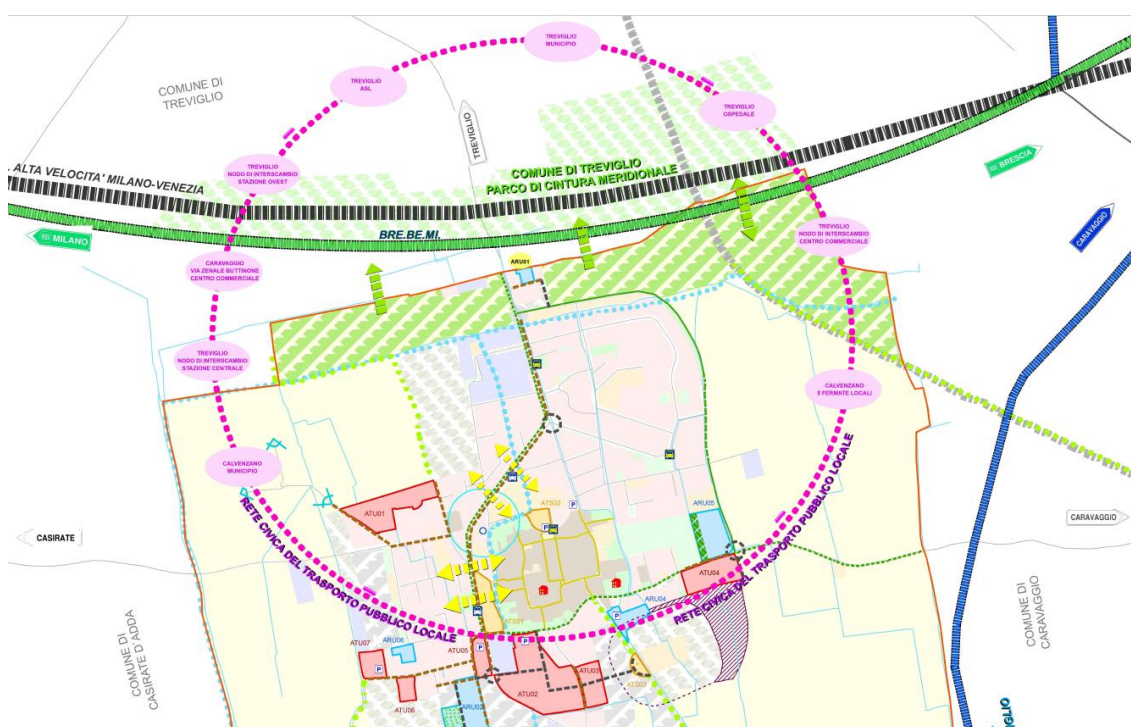 TREVIGLIO
MUNICIPIO
TREVIGLIO
ASL
COMUNE DI
TREVIGLIO
TREVIGLIO
OSPEDALE
TREVIGLIO
ALTA VELOCITA' MILANO-VENEZIA
TREVIGLIO
NODO DI INTERSCAMBIO
STAZIONE OVEST
COMUNE DI TREVIGLIO
PARCO DI CINTURA MERIDIONALE
BRESCIA
MILANO
BRE.BE.MI.
CARAVAGGIO
TREVIGLIO
NODO DI INTERSCAMBIO
CENTRO COMMERCIALE
CARAVAGGIO
VIA ZENALE BUTTINONE
CENTRO COMMERCIALE
ARU01
TREVIGLIO
NODO DI INTERSCAMBIO
STAZIONE CENTRALE
CALVENZANO
5 FERMATE LOCALI
CALVENZANO
MUNICIPIO
RETE CIVICA DEL TRASPORTO PUBBLICO LOCALE
RETE CIVICA DEL TRASPORTO PUBBLICO LOCALE
ATU01
ATS02
P
ARU05
CASIRATE
CARAVAGGIO
P
ATU04
ARU04
P
ATS01
COMUNE DI
CASIRATE D'ADDA
COMUNE DI
CARAVAGGIO
ATU07
P
ARU06
ATU05
P
P
ATU02
ATU03
ATS03
ATU06
ARU02
VIGLIO